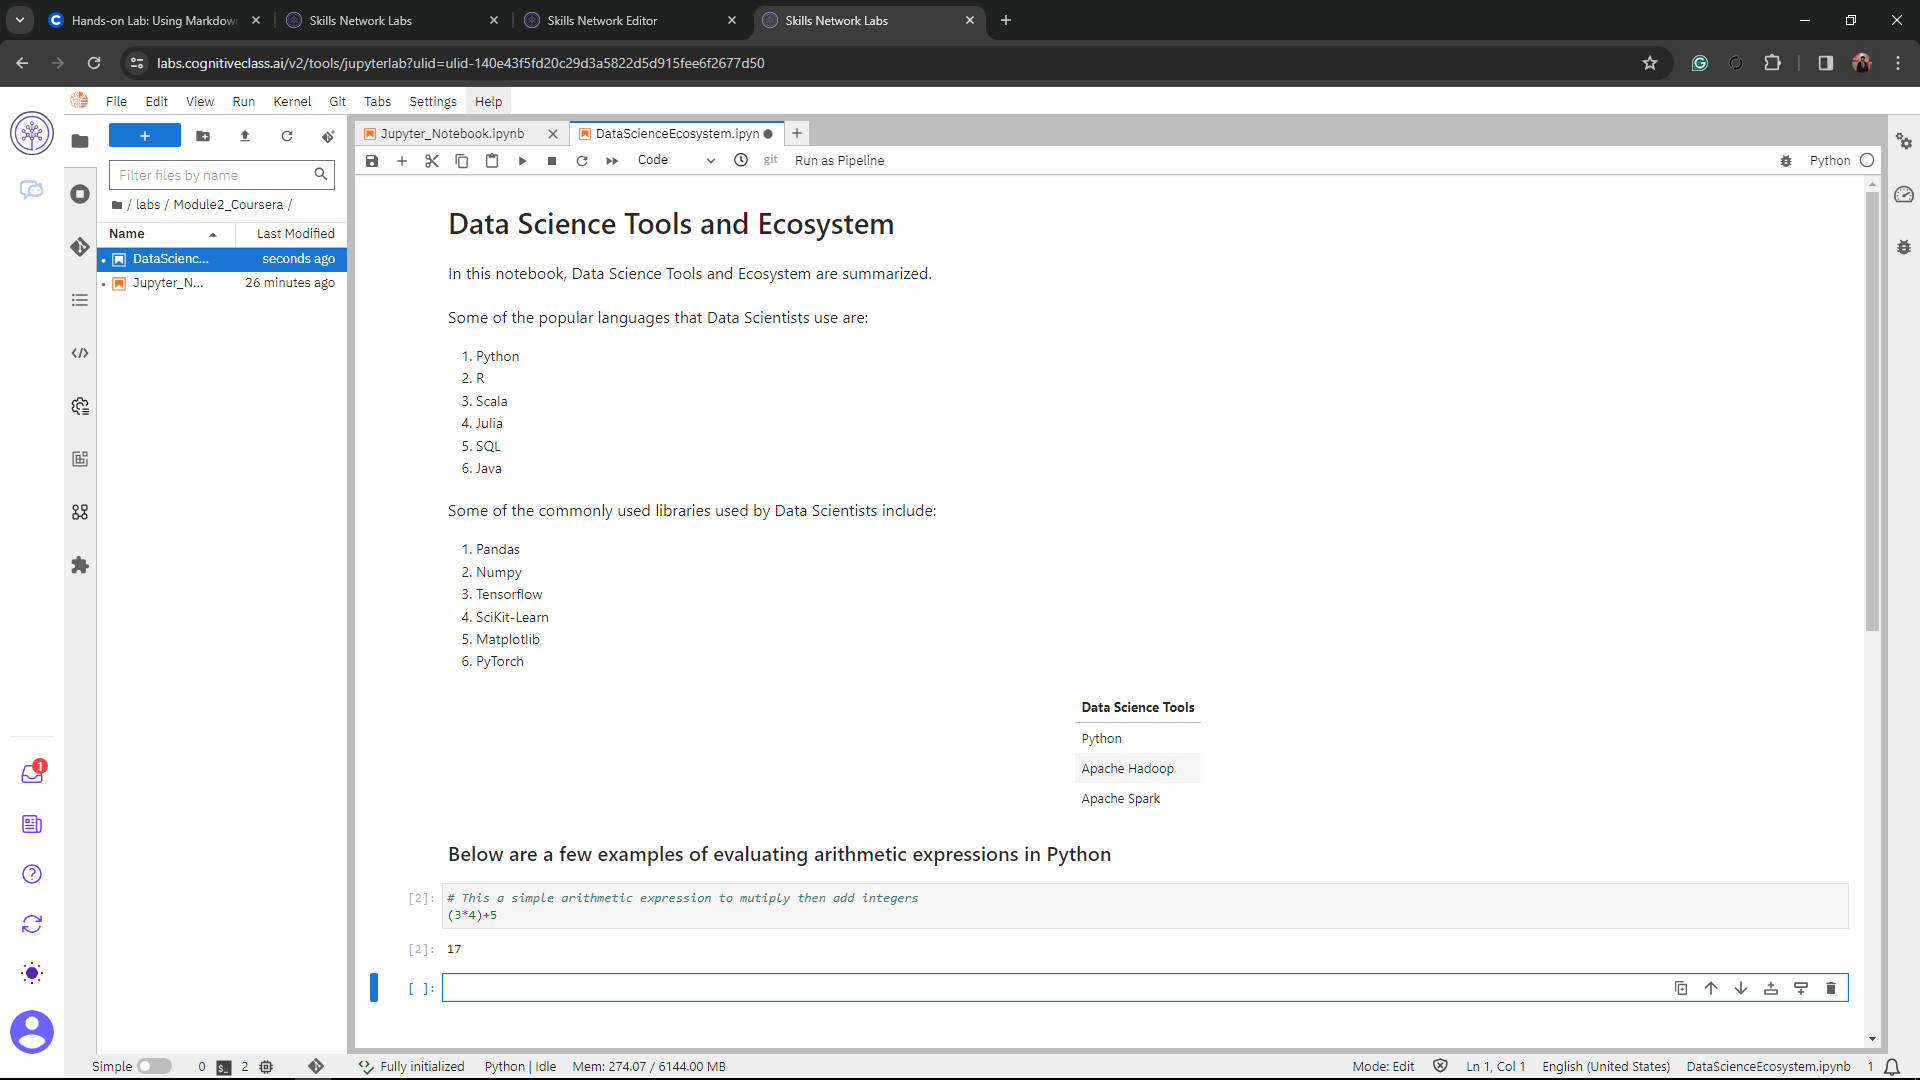 Hands-on Lab: Using Markdown
Skills Network Labs
Skills Network Editor
Skills Network Labs
labs.cognitiveclass.ai/v2/tools/jupyterlab?ulid=ulid-140e43f5fd20c29d3a5822d5d915fee6f2677d50
File Edit View Run Kernel Git Tabs Settings Help
Filter files by name
/ labs / Module2_Coursera /
Name Last Modified
DataScienc... seconds ago
Jupyter_N... 26 minutes ago
Jupyter_Notebook.ipynb
DataScienceEcosystem.ipyn
Code
git
Run as Pipeline
Python
Data Science Tools and Ecosystem
In this notebook, Data Science Tools and Ecosystem are summarized.
Some of the popular languages that Data Scientists use are:
1. Python
2. R
3. Scala
4. Julia
5. SQL
6. Java
Some of the commonly used libraries used by Data Scientists include:
1. Pandas
2. Numpy
3. Tensorflow
4. SciKit-Learn
5. Matplotlib
6. PyTorch
Data Science Tools
Python
Apache Hadoop
Apache Spark
Below are a few examples of evaluating arithmetic expressions in Python
[2]: # This a simple arithmetic expression to mutiply then add integers
(3*4)+5
[2]: 17
[ ]:
1
Simple 0 2 Fully initialized Python | Idle Mem: 274.07 / 6144.00 MB Mode: Edit Ln 1, Col 1 English (United States) DataScienceEcosystem.ipynb 1